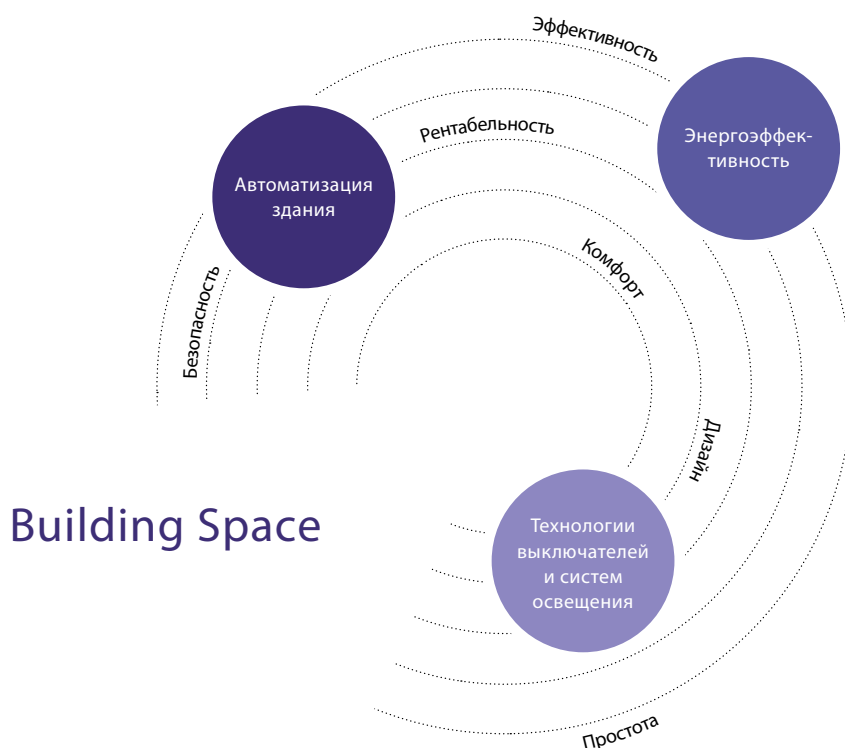 Эффективность
Энергоэффек-
тивность
Рентабельность
Автоматизация
здания
Комфорт
Безопасность
Дизайн
Building Space
Технологии
выключателей
и систем
освещения
Простота